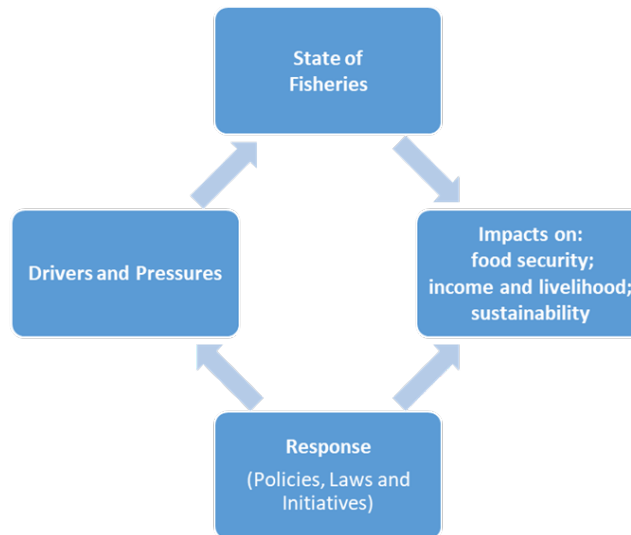 State of
Fisheries
Drivers and Pressures
Impacts on:
food security;
income and livelihood;
sustainability
Response
(Policies, Laws and
Initiatives)